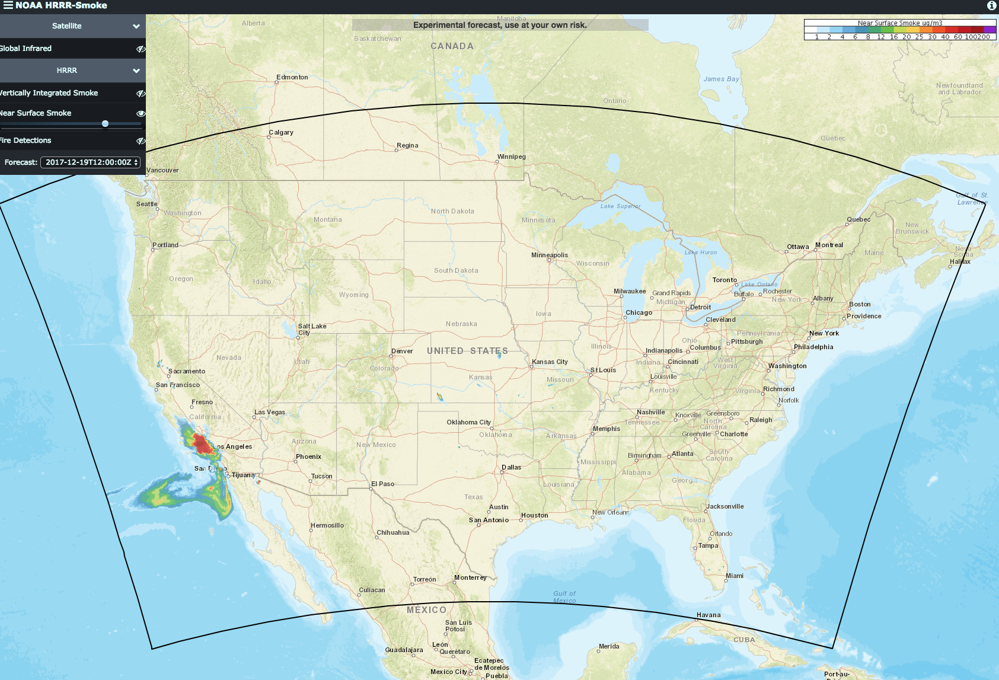 NOAA HRRR-Smoke
Satellite
Global Infrared
HRRR
Vertically Integrated Smoke
Near Surface Smoke
Fire Detections
Forecast: 2017-12-19T12:00:00Z
Experimental forecast, use at your own risk.
Near Surface Smoke ug/m3
1 2 4 6 8 12 16 20 25 30 40 60 100 200
Alberta
Manitoba
Saskatchewan
CANADA
Edmonton
James Bay
Newfoundland
and Labrador
Ontario
Calgary
Québec
Regina
Winnipeg
Vancouver
Gulf of St.
Lawrence
Seattle
Washington
North Dakota
Lake Superior
Montana
Minnesota
Quebec
New
Brunswick
Portland
Ottawa
Montreal
Nova
Scotia
Maine
Lake Huron
Minneapolis
Wisconsin
Halifax
Oregon
Idaho
South Dakota
Toronto
Lake Ontario
Wyoming
Milwaukee
Grand Rapids
Michigan
Buffalo
Rochester
New York
Albany
Boston
Detroit
Chicago
Iowa
Providence
Cleveland
Salt Lake
City
Nebraska
Pennsylvania
New York
Ohio
Pittsburgh
Philadelphia
Illinois
Indianapolis
Columbus
Denver
UNITED STATES
Nevada
Utah
Kansas City
Indiana
Cincinnati
West
Virginia
Washington
Colorado
Sacramento
St Louis
Kansas
Missouri
Louisville
San Francisco
Kentucky
Virginia
Richmond
Fresno
Norfolk
Las Vegas
California
Nashville
Knoxville
Greensboro
Oklahoma City
Tennessee
North
Carolina
Raleigh
Memphis
Oklahoma
Arkansas
Greenville
Charlotte
Arizona
New Mexico
Los Angeles
Phoenix
Birmingham
Atlanta
South
Carolina
Mississippi
San Diego
Tijuana
Tucson
Dallas
Alabama
Georgia
El Paso
Louisiana
Texas
Austin
Jacksonville
New Orleans
San Antonio
Houston
Florida
Hermosillo
Chihuahua
Orlando
Tampa
Torreón
Monterrey
Miami
Culiacan
Gulf of
Mexico
MÉXICO
Havana
San Luis
Potosi
CUBA
León
Merida
Guadalajara
Querétaro
Ecatepec
de Morelos
Mexico City
Puebla
Port-au-